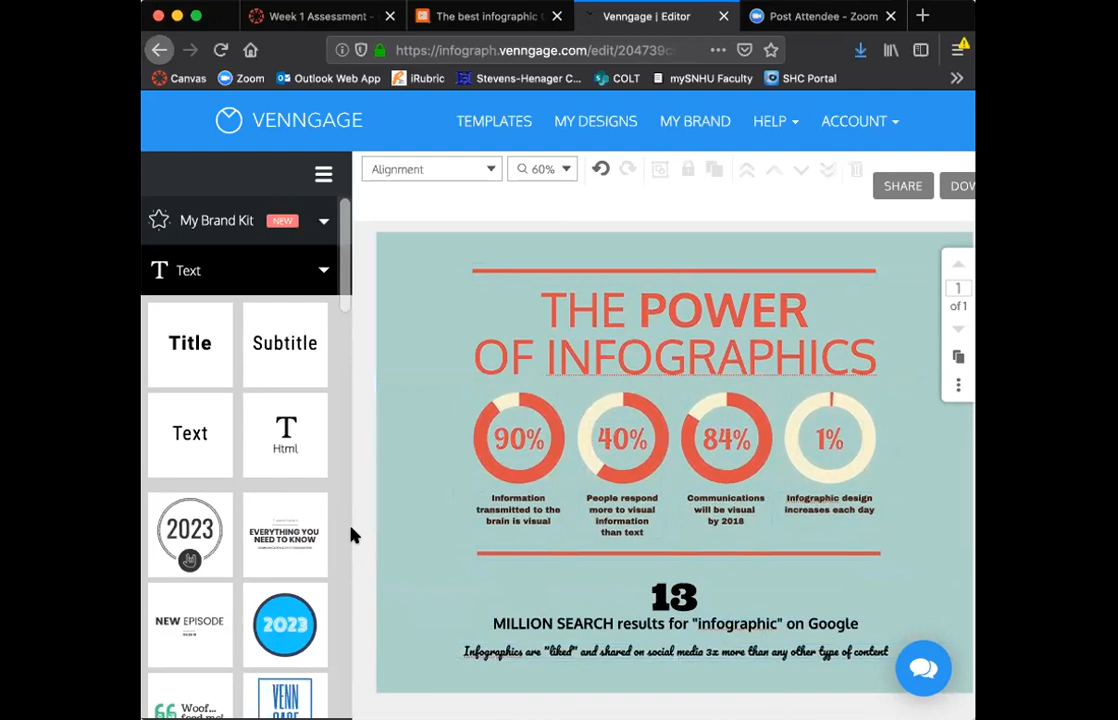 Week 1 Assessment -
The best infographic t
Venngage | Editor
Post Attendee - Zoom
https://infograph.venngage.com/edit/204739c
Canvas
Zoom
Outlook Web App
iRubric
Stevens-Henager C...
COLT
mySNHU Faculty
SHC Portal
VENNGAGE
TEMPLATES
MY DESIGNS
MY BRAND
HELP
ACCOUNT
Alignment
60%
SHARE
DOW
My Brand Kit
NEW
T Text
Title
Subtitle
Text
T
Html
2023
EVERYTHING YOU
NEED TO KNOW
NEW EPISODE
2023
Woof...
VENN
GAGE
THE POWER
OF INFOGRAPHICS
90%
40%
84%
1%
Information
transmitted to the
brain is visual
People respond
more to visual
information
than text
Communications
will be visual
by 2018
Infographic design
increases each day
13
MILLION SEARCH results for "infographic" on Google
Infographics are "liked" and shared on social media 3x more than any other type of content
1
of 1